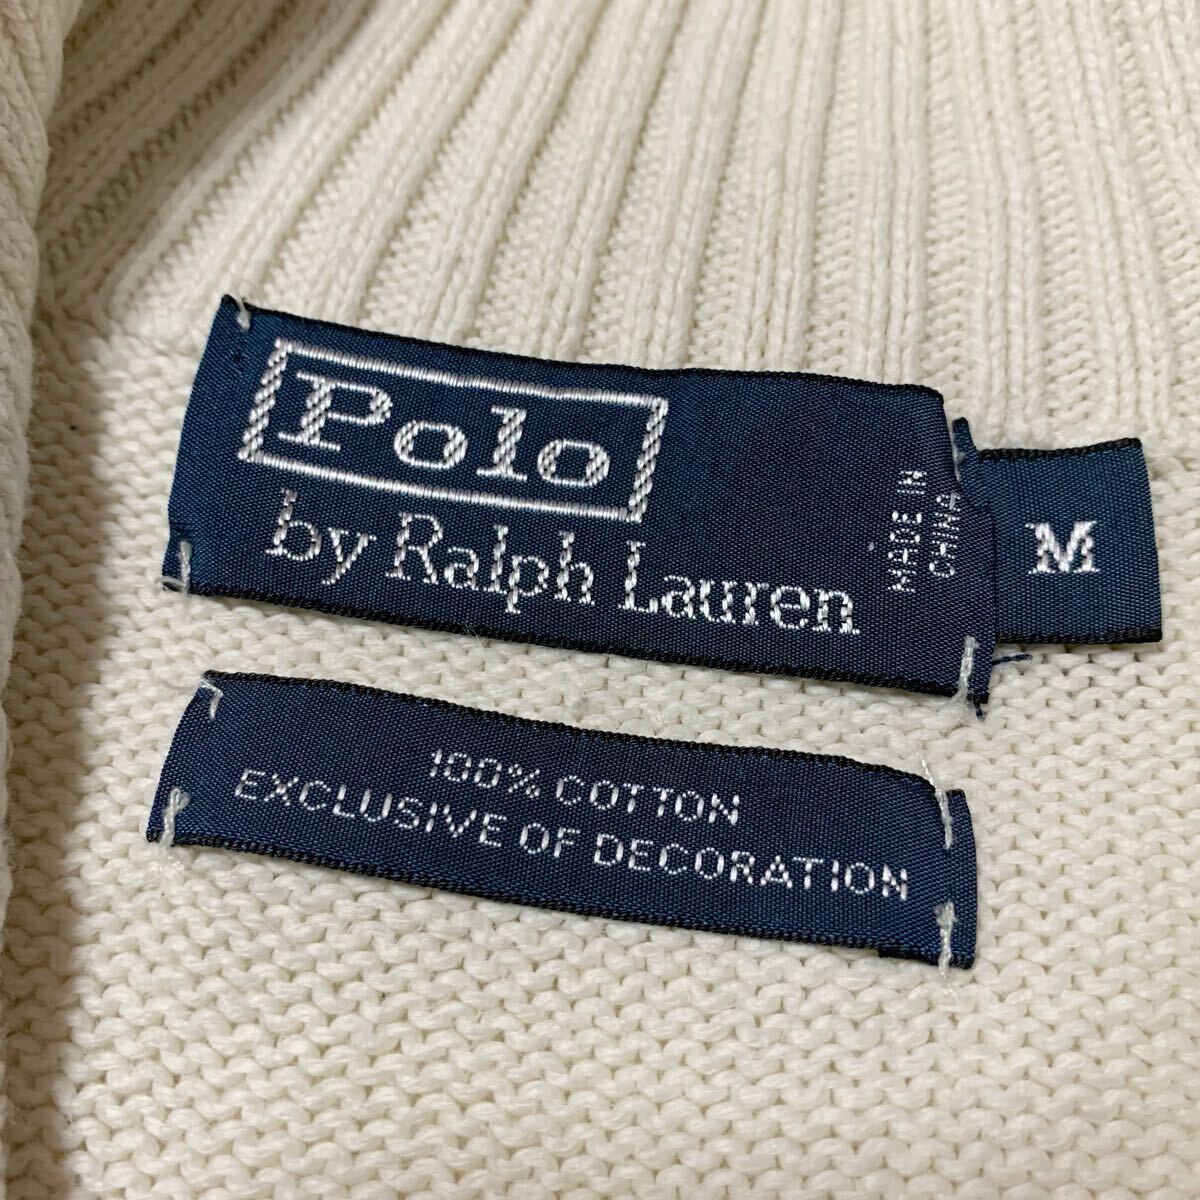 Polo
by Ralph Lauren
MADE IN
CHINA
M
100% COTTON
EXCLUSIVE OF DECORATION